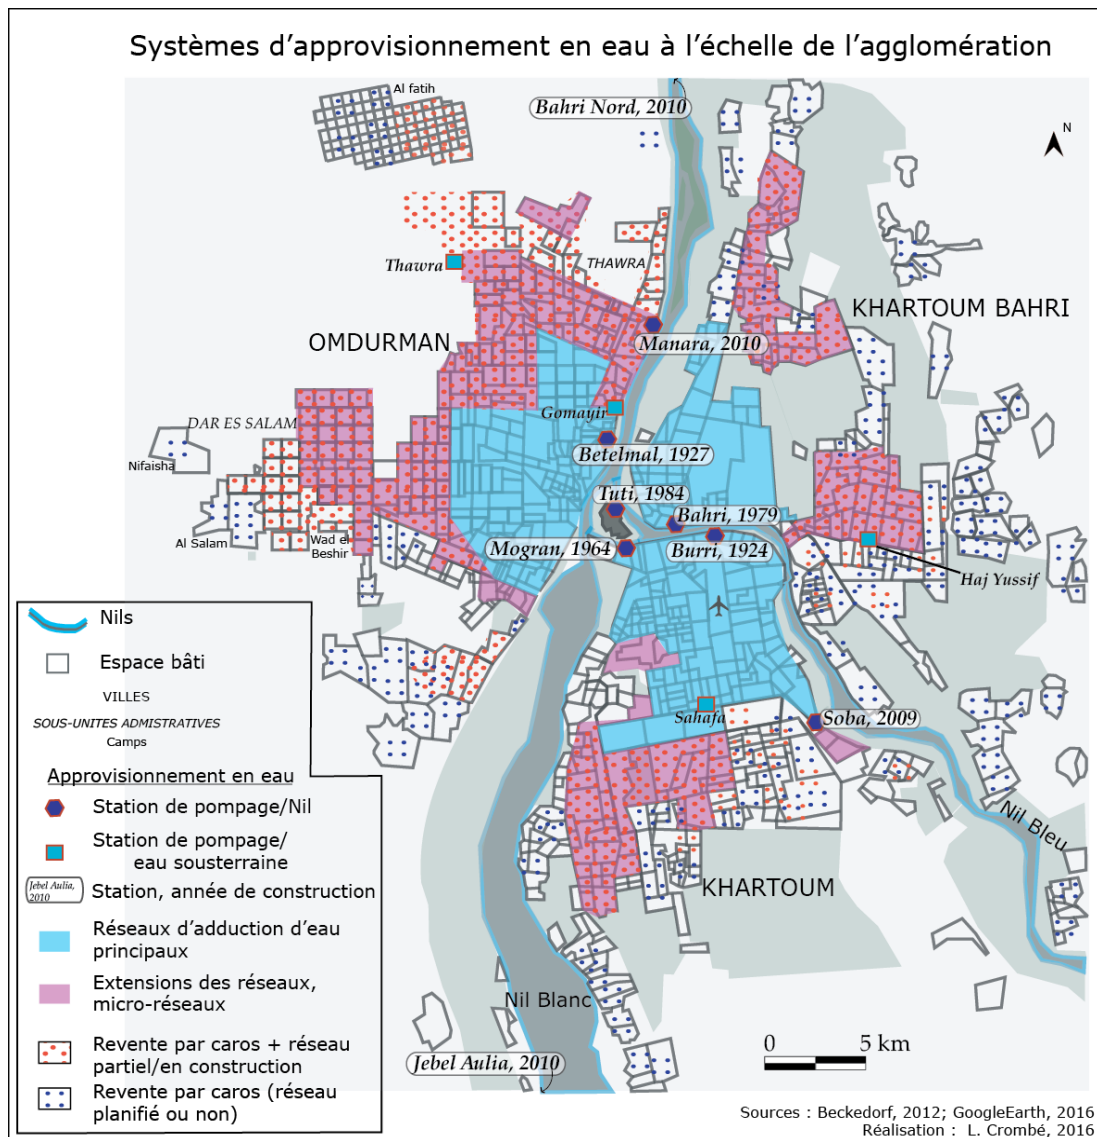 Systèmes d'approvisionnement en eau à l'échelle de l'agglomération
Al fatih
Bahri Nord, 2010
N
Thawra
THAWRA
KHARTOUM BAHRI
OMDURMAN
Manara, 2010
Gomayir
DAR ES SALAM
Nifaisha
Betelmal, 1927
Tuti, 1984
Bahri, 1979
Al Salam
Wad el
Beshir
Mogran, 1964
Burri, 1924
Haj Yussif
Sahafa
Soba, 2009
Nil Bleu
KHARTOUM
Nil Blanc
Jebel Aulia, 2010
0 5 km
Nils
Espace bâti
VILLES
SOUS-UNITES ADMISTRATIVES
Camps
Approvisionnement en eau
Station de pompage/Nil
Station de pompage/
eau sousterraine
Jebel Aulia,
2010
Station, année de construction
Réseaux d'adduction d'eau
principaux
Extensions des réseaux,
micro-réseaux
Revente par caros + réseau
partiel/en construction
Revente par caros (réseau
planifié ou non)
Sources : Beckedorf, 2012; GoogleEarth, 2016
Réalisation : L. Crombé, 2016